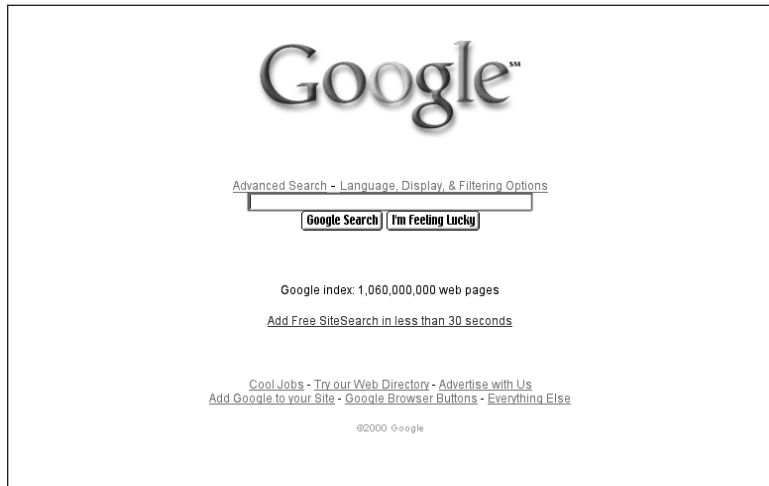 Google℠
Advanced Search - Language, Display, & Filtering Options
Google Search I'm Feeling Lucky
Google index: 1,060,000,000 web pages
Add Free SiteSearch in less than 30 seconds
Cool Jobs - Try our Web Directory - Advertise with Us
Add Google to your Site - Google Browser Buttons - Everything Else
©2000 Google